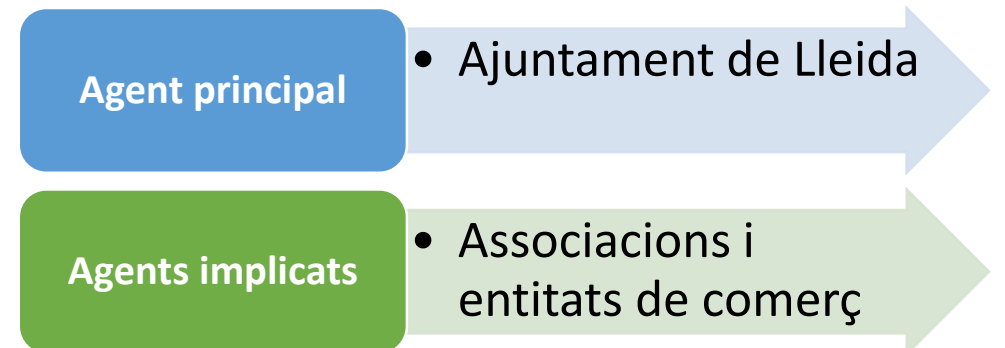 Agent principal
• Ajuntament de Lleida
Agents implicats
• Associacions i
entitats de comerç